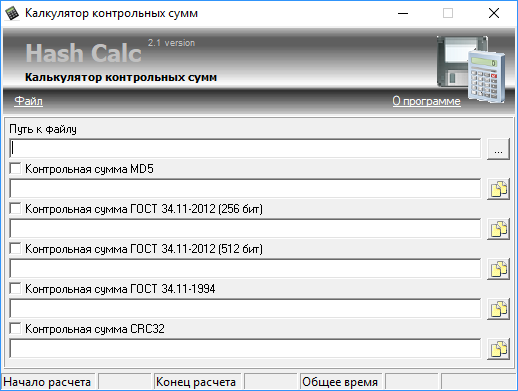 Калкулятор контрольных сумм
Hash Calc 2.1 version
Калькулятор контрольных сумм
Файл О программе
Путь к файлу
...
Контрольная сумма MD5
Контрольная сумма ГОСТ 34.11-2012 (256 бит)
Контрольная сумма ГОСТ 34.11-2012 (512 бит)
Контрольная сумма ГОСТ 34.11-1994
Контрольная сумма CRC32
Начало расчета Конец расчета Общее время